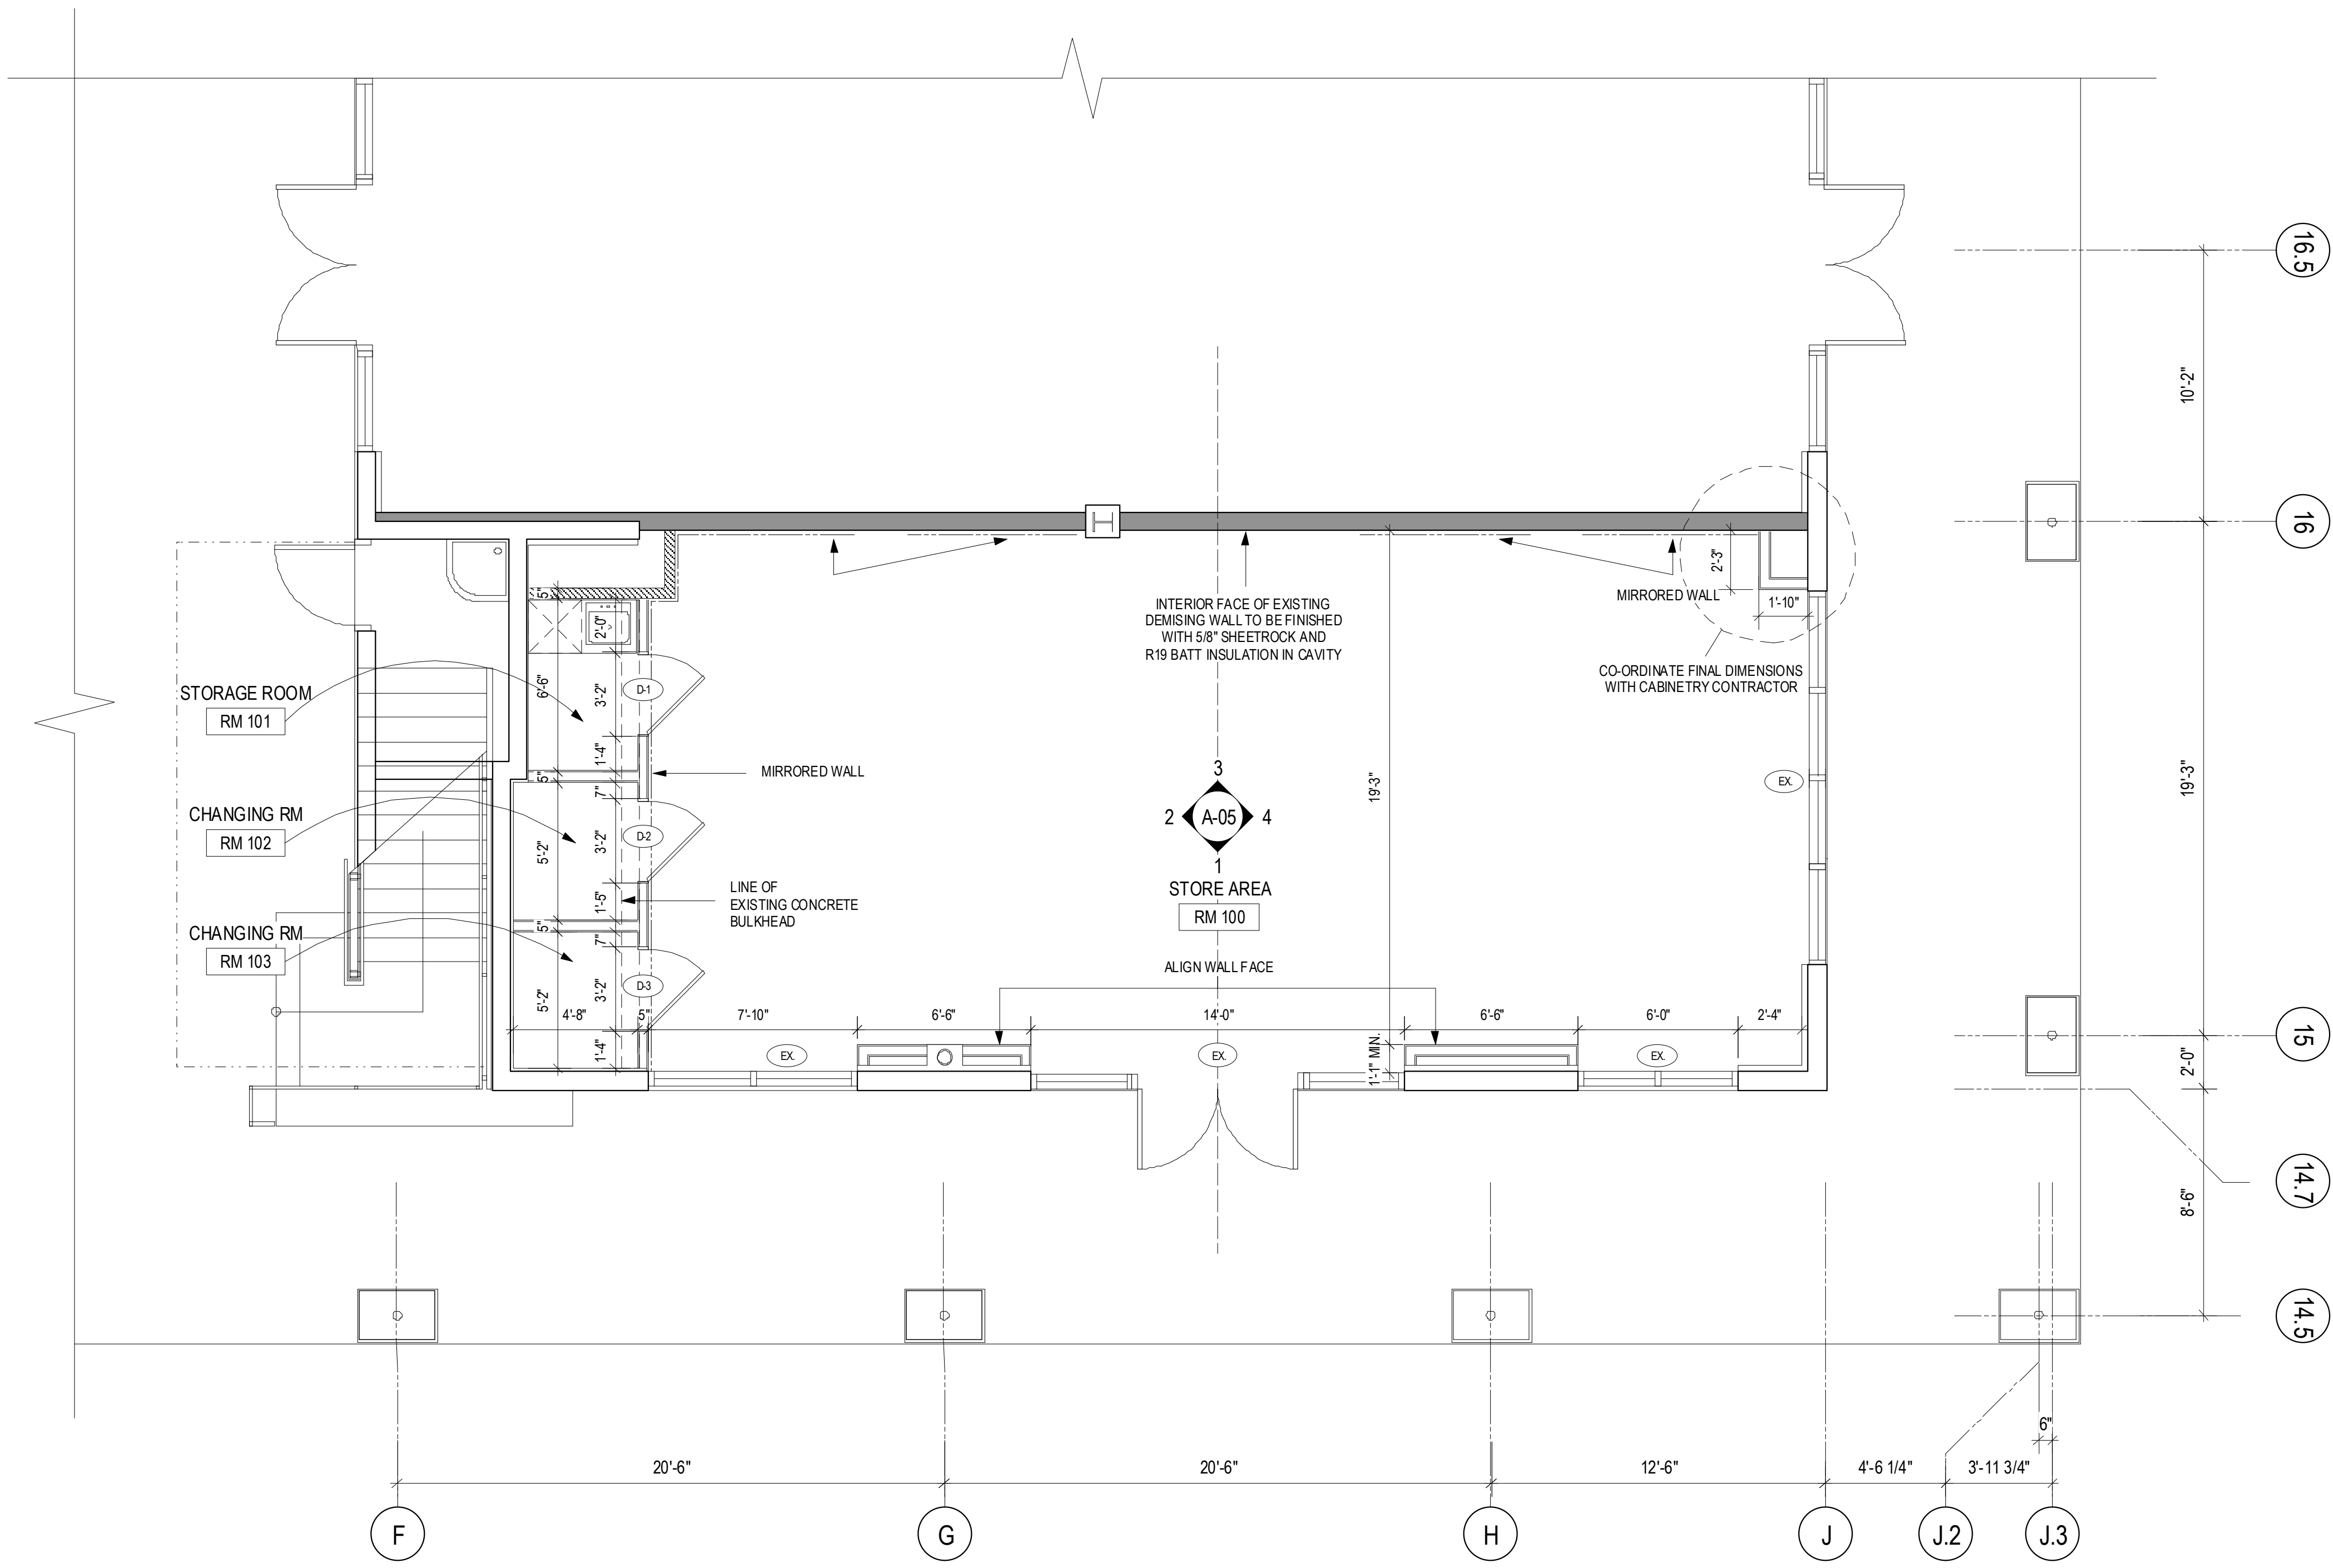 16.5
10'-2"
16
5"
2'-0"
INTERIOR FACE OF EXISTING
DEMISING WALL TO BE FINISHED
WITH 5/8" SHEETROCK AND
R19 BATT INSULATION IN CAVITY
2'-3"
MIRRORED WALL
1'-10"
CO-ORDINATE FINAL DIMENSIONS
WITH CABINETRY CONTRACTOR
STORAGE ROOM
RM 101
6'-6"
3'-2"
D-1
1'-4"
5"
7"
MIRRORED WALL
19'-3"
19'-3"
EX.
3
2
A-05
4
1
CHANGING RM
RM 102
5'-2"
3'-2"
D-2
1'-5"
LINE OF
EXISTING CONCRETE
BULKHEAD
STORE AREA
RM 100
5"
7"
CHANGING RM
RM 103
5'-2"
3'-2"
D-3
1'-4"
ALIGN WALL FACE
4'-8"
5"
7'-10"
6'-6"
14'-0"
6'-6"
6'-0"
2'-4"
EX.
EX.
EX.
1'-1" MIN.
15
2'-0"
14.7
8'-6"
14.5
6"
20'-6"
20'-6"
12'-6"
4'-6 1/4"
3'-11 3/4"
F
G
H
J
J.2
J.3